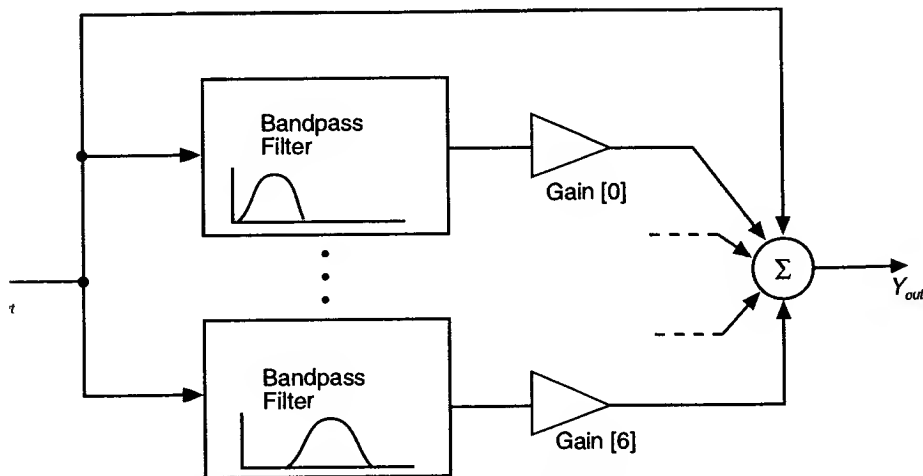 Bandpass
Filter
Gain [0]
Σ
Y_out
Bandpass
Filter
Gain [6]